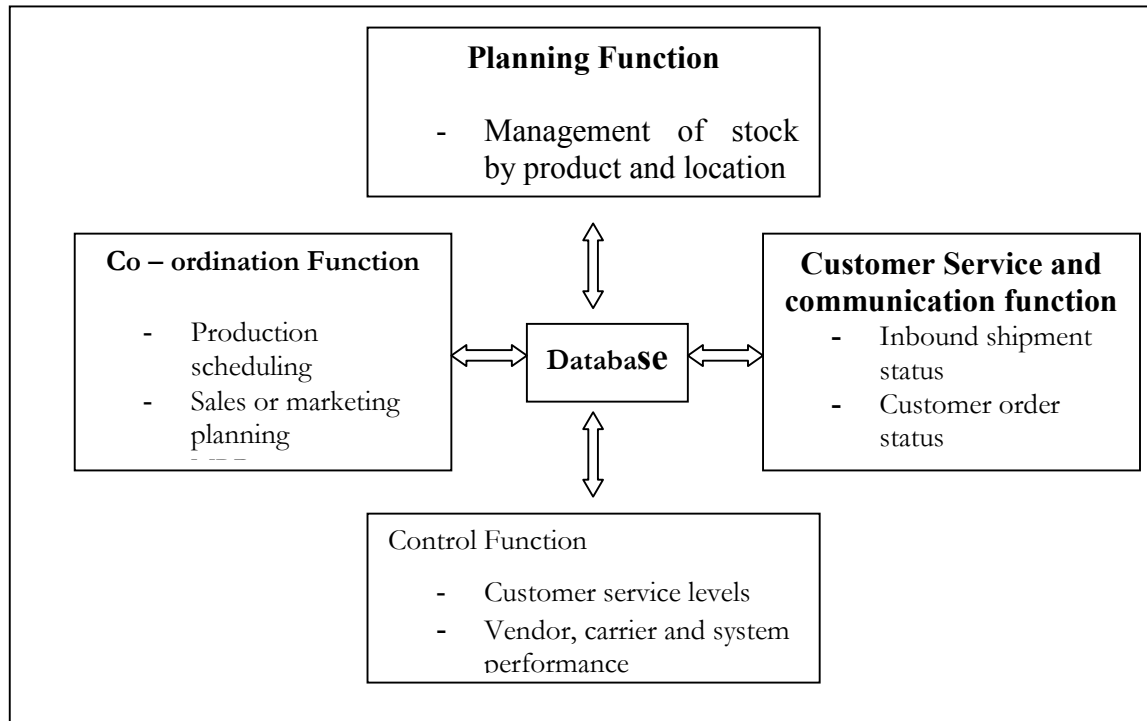 Planning Function
- Management of stock
by product and location
Co – ordination Function
- Production
scheduling
- Sales or marketing
planning
Database
Customer Service and
communication function
- Inbound shipment
status
- Customer order
status
Control Function
- Customer service levels
- Vendor, carrier and system
performance